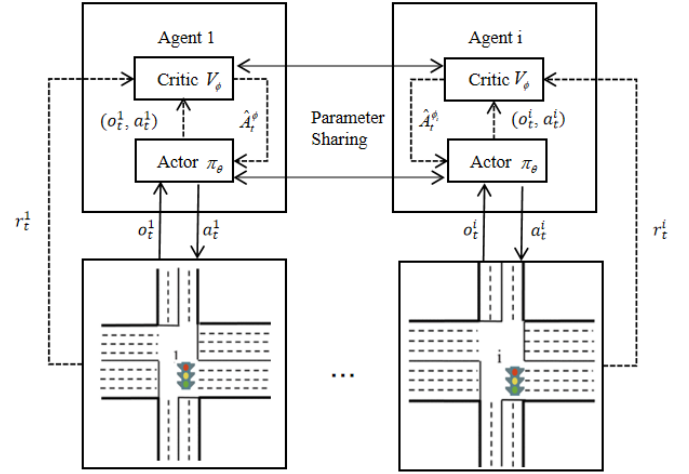 Agent 1
Agent i
Critic V_ϕ
Critic V_ϕ
(o_t^1, a_t^1)
Â_t^ϕ
Parameter
Sharing
Â_t^{ϕ_i}
(o_t^i, a_t^i)
Actor π_θ
Actor π_θ
r_t^1
o_t^1
a_t^1
o_t^i
a_t^i
r_t^i
1
...
i